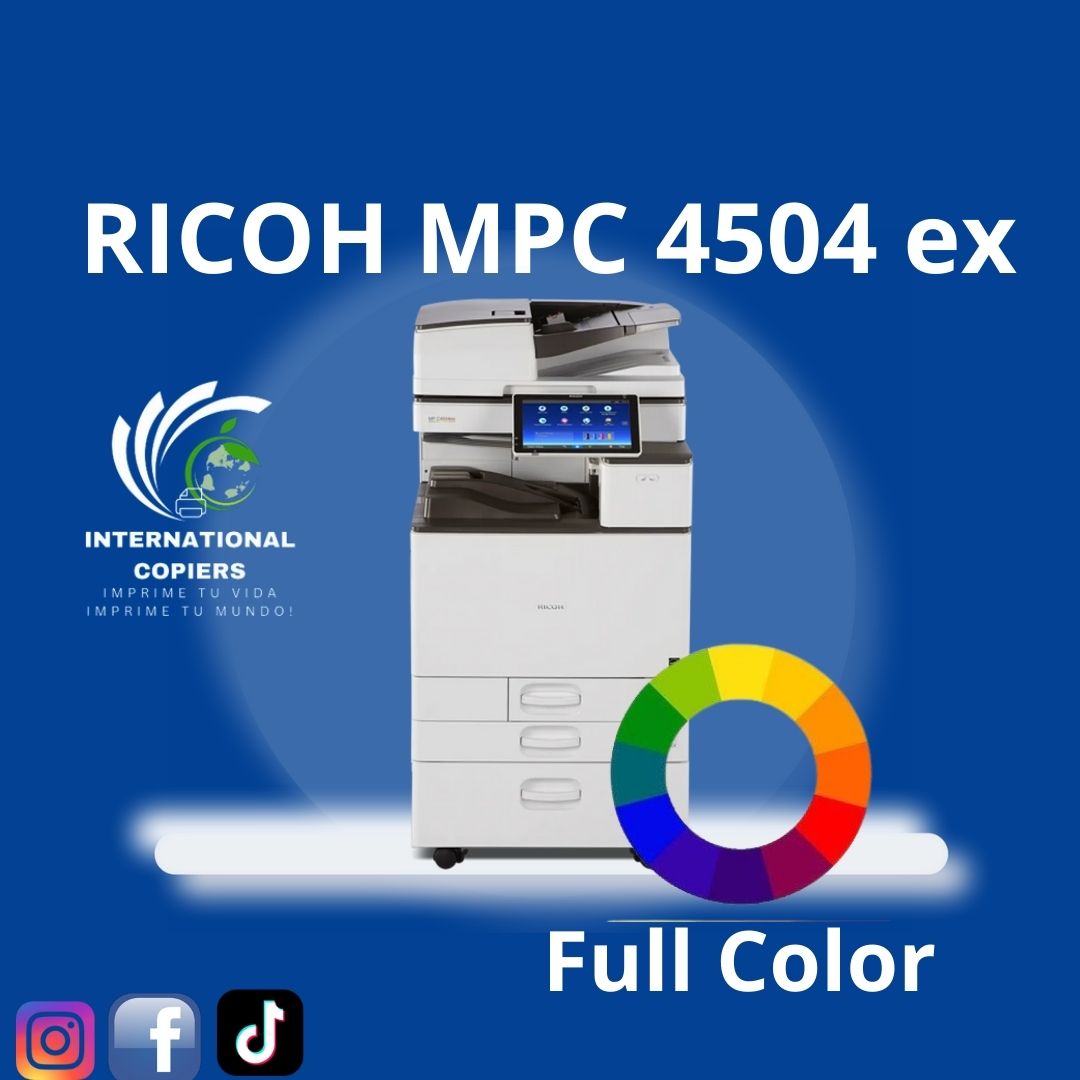 RICOH MPC 4504 ex
INTERNATIONAL
COPIERS
IMPRIME TU VIDA
IMPRIME TU MUNDO!
RICOH
Full Color